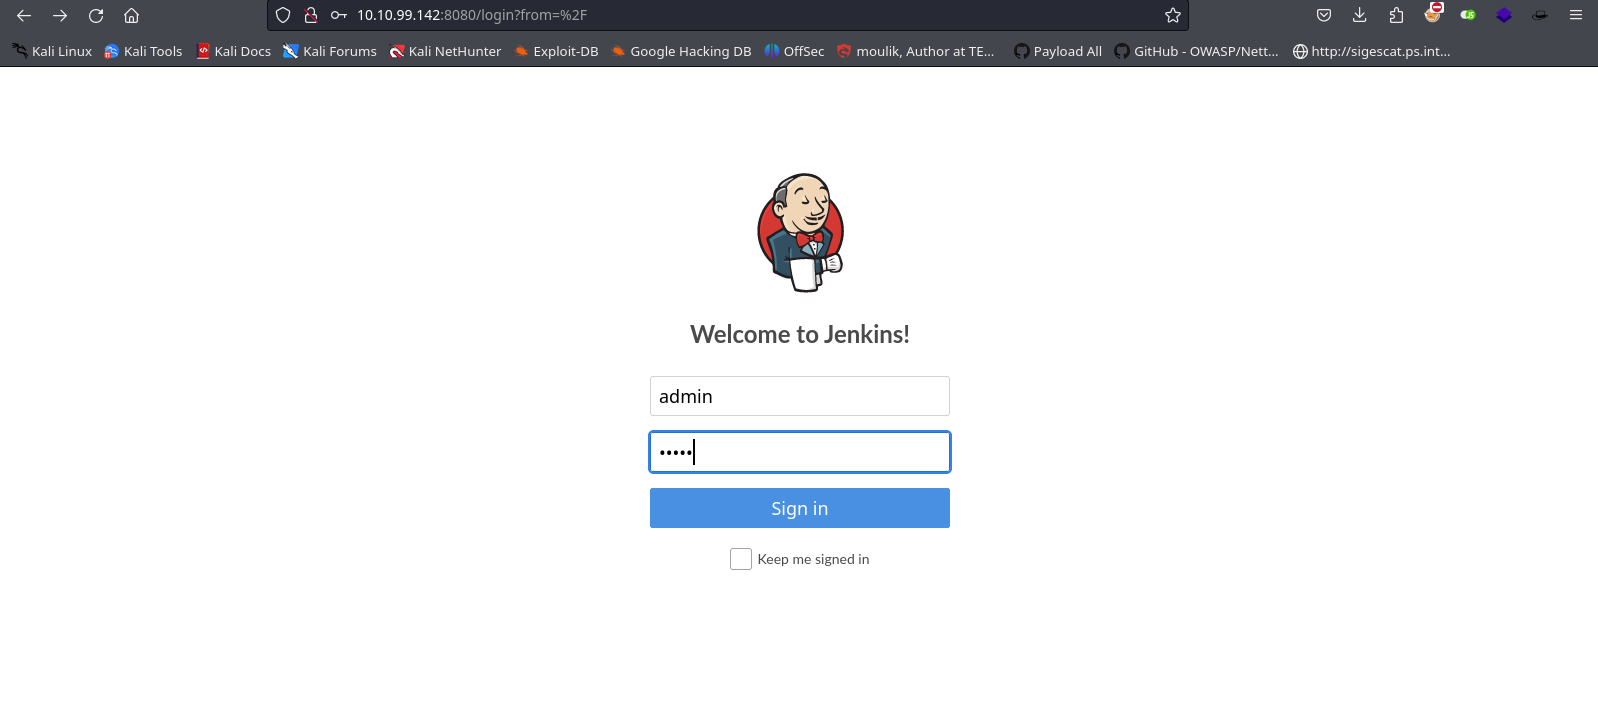 10.10.99.142:8080/login?from=%2F
Kali Linux Kali Tools Kali Docs Kali Forums Kali NetHunter Exploit-DB Google Hacking DB OffSec moulik, Author at TE... Payload All GitHub - OWASP/Nett... http://sigescat.ps.int...
Welcome to Jenkins!
admin
•••••
Sign in
Keep me signed in